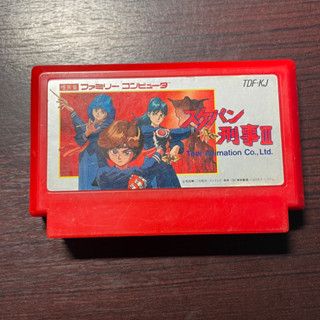 ファミリー コンピュータ
TDF-KJ
スケバン
刑事III
Toei Animation Co., Ltd.